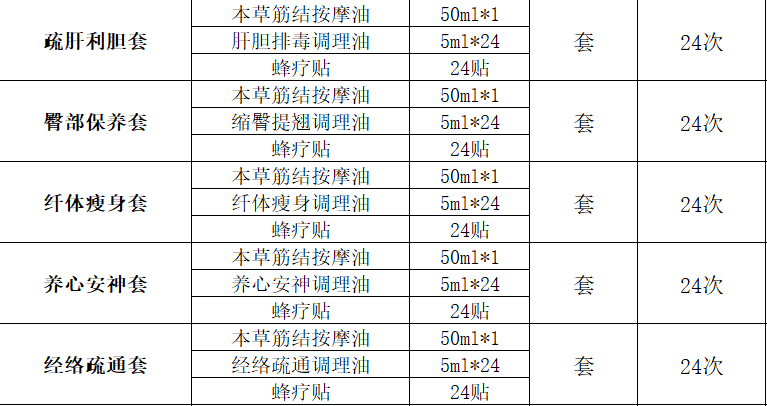 疏肝利胆套 本草筋结按摩油 50ml*1 套 24次
肝胆排毒调理油 5ml*24
蜂疗贴 24贴
臀部保养套 本草筋结按摩油 50ml*1 套 24次
缩臀提翘调理油 5ml*24
蜂疗贴 24贴
纤体瘦身套 本草筋结按摩油 50ml*1 套 24次
纤体瘦身调理油 5ml*24
蜂疗贴 24贴
养心安神套 本草筋结按摩油 50ml*1 套 24次
养心安神调理油 5ml*24
蜂疗贴 24贴
经络疏通套 本草筋结按摩油 50ml*1 套 24次
经络疏通调理油 5ml*24
蜂疗贴 24贴